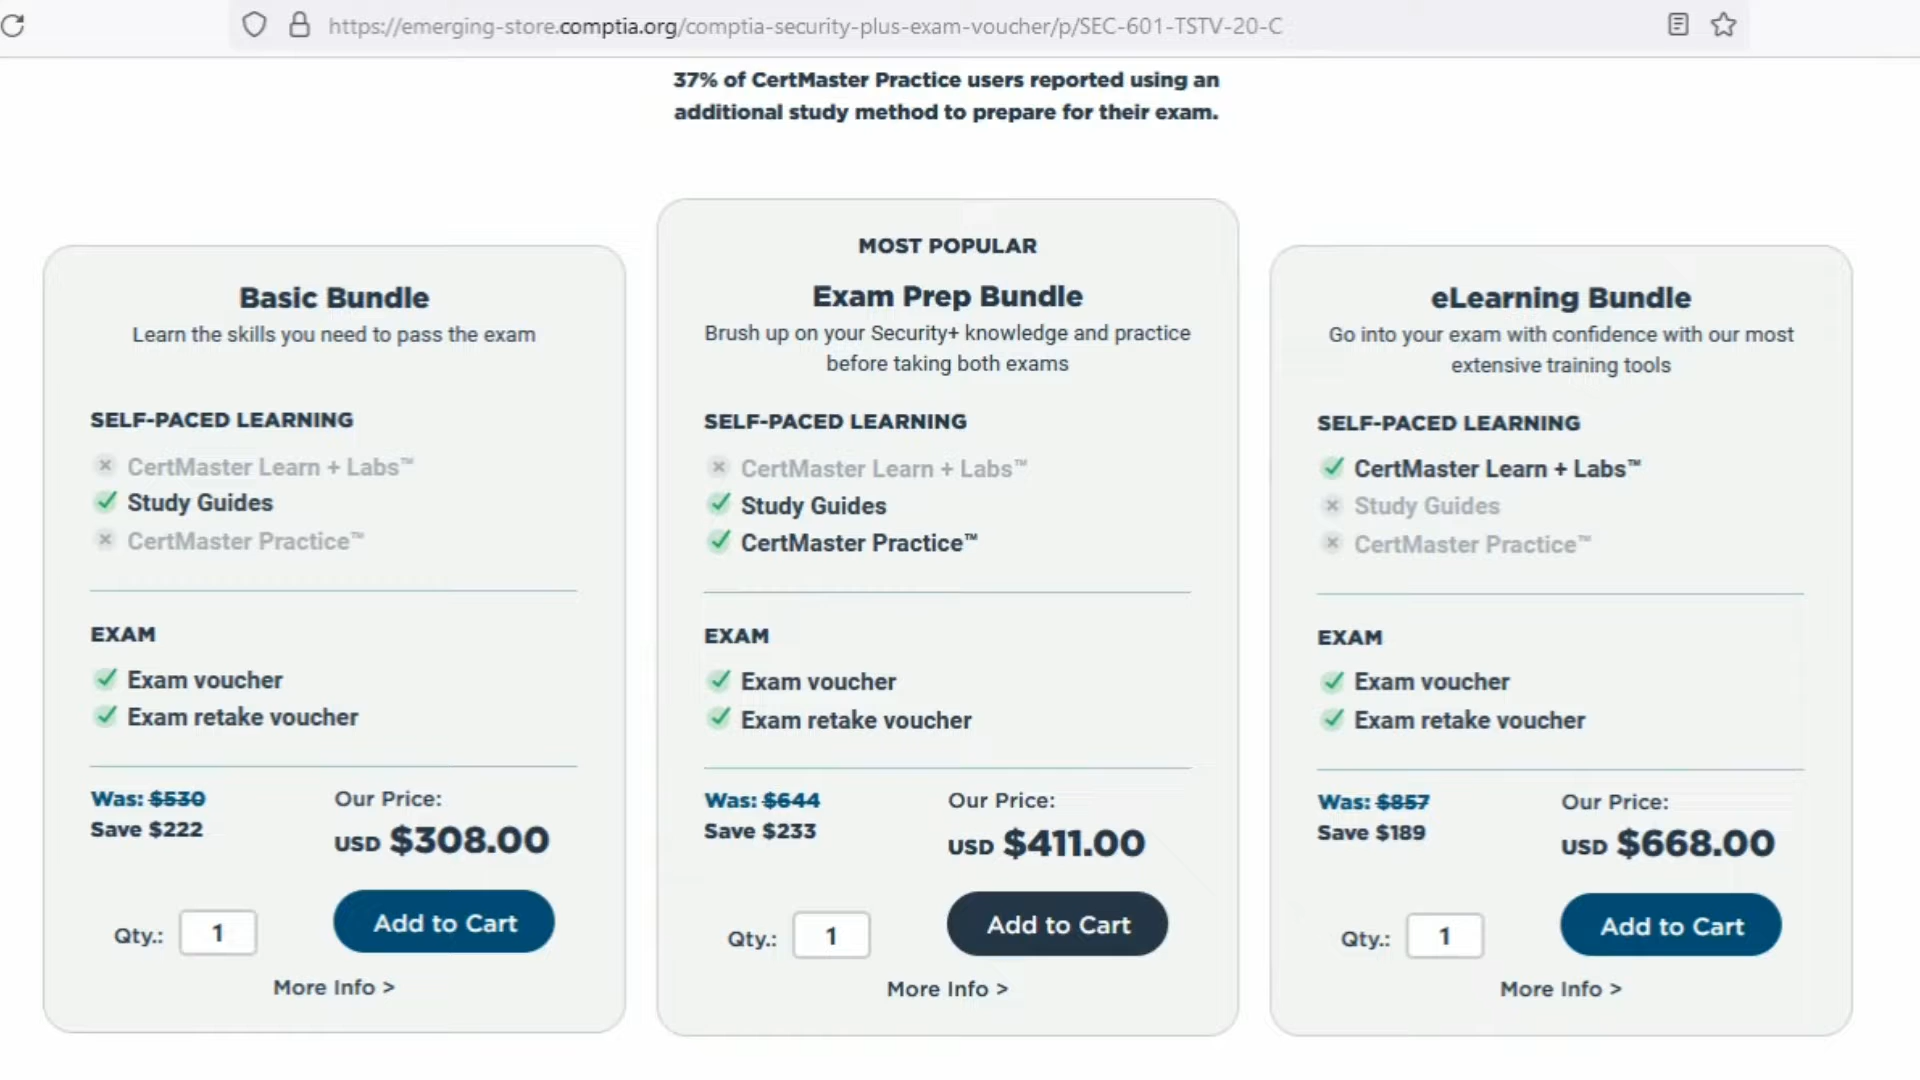 https://emerging-store.comptia.org/comptia-security-plus-exam-voucher/p/SEC-601-TSTV-20-C
37% of CertMaster Practice users reported using an
additional study method to prepare for their exam.
Basic Bundle
Learn the skills you need to pass the exam
SELF-PACED LEARNING
CertMaster Learn + Labs™
Study Guides
CertMaster Practice™
EXAM
Exam voucher
Exam retake voucher
Was: $530
Save $222
Our Price:
USD $308.00
Qty.: 1
Add to Cart
More Info >
MOST POPULAR
Exam Prep Bundle
Brush up on your Security+ knowledge and practice
before taking both exams
SELF-PACED LEARNING
CertMaster Learn + Labs™
Study Guides
CertMaster Practice™
EXAM
Exam voucher
Exam retake voucher
Was: $644
Save $233
Our Price:
USD $411.00
Qty.: 1
Add to Cart
More Info >
eLearning Bundle
Go into your exam with confidence with our most
extensive training tools
SELF-PACED LEARNING
CertMaster Learn + Labs™
Study Guides
CertMaster Practice™
EXAM
Exam voucher
Exam retake voucher
Was: $857
Save $189
Our Price:
USD $668.00
Qty.: 1
Add to Cart
More Info >